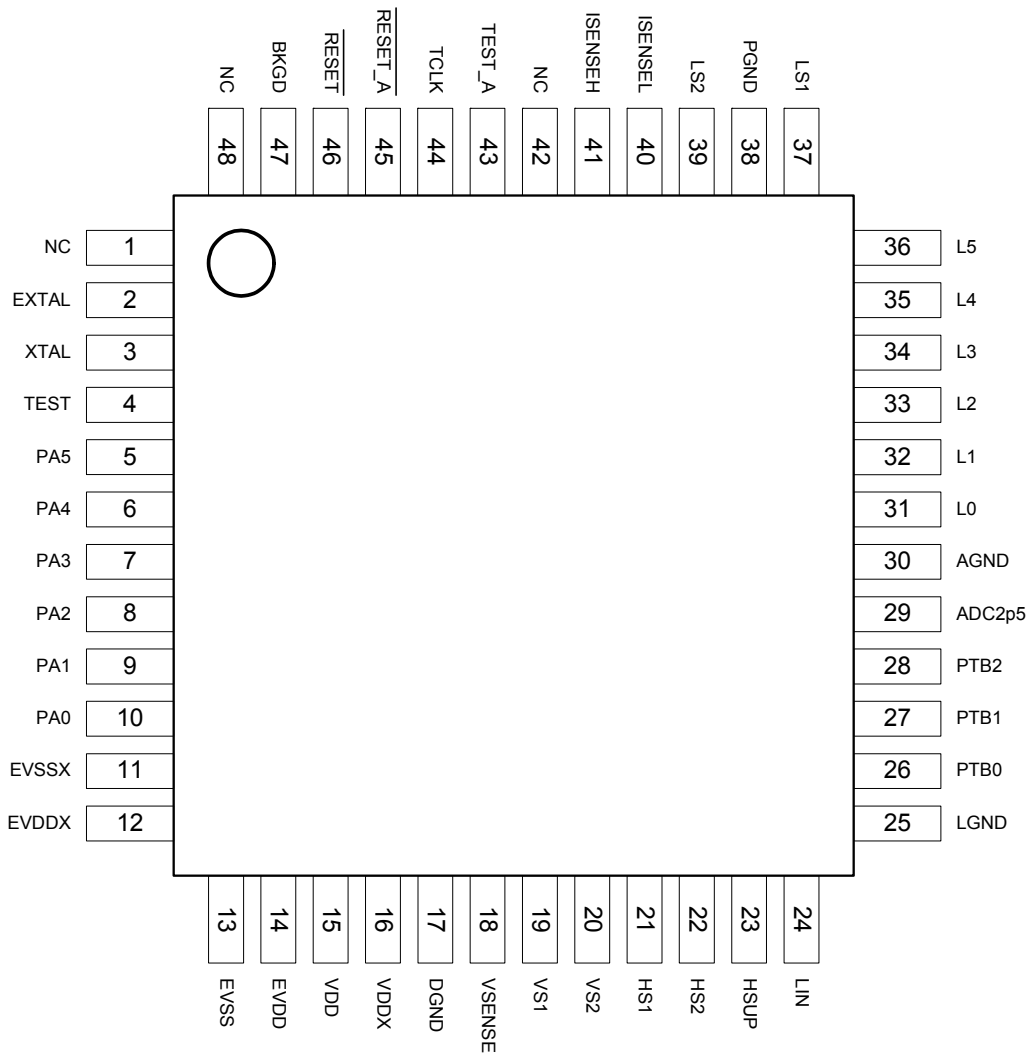 NC
BKGD
RESET
RESET_A
TCLK
TEST_A
NC
ISENSEH
ISENSEL
LS2
PGND
LS1
48
47
46
45
44
43
42
41
40
39
38
37
NC 1
EXTAL 2
XTAL 3
TEST 4
PA5 5
PA4 6
PA3 7
PA2 8
PA1 9
PA0 10
EVSSX 11
EVDDX 12
36 L5
35 L4
34 L3
33 L2
32 L1
31 L0
30 AGND
29 ADC2p5
28 PTB2
27 PTB1
26 PTB0
25 LGND
13
14
15
16
17
18
19
20
21
22
23
24
EVSS
EVDD
VDD
VDDX
DGND
VSENSE
VS1
VS2
HS1
HS2
HSUP
LIN